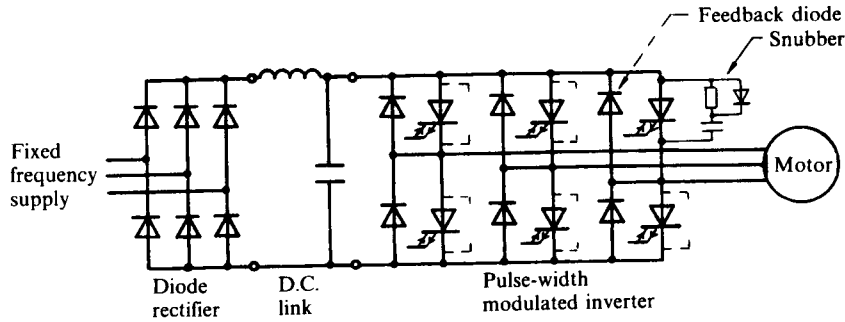 Feedback diode
Snubber
Fixed
frequency
supply
Motor
Diode
rectifier
D.C.
link
Pulse-width
modulated inverter